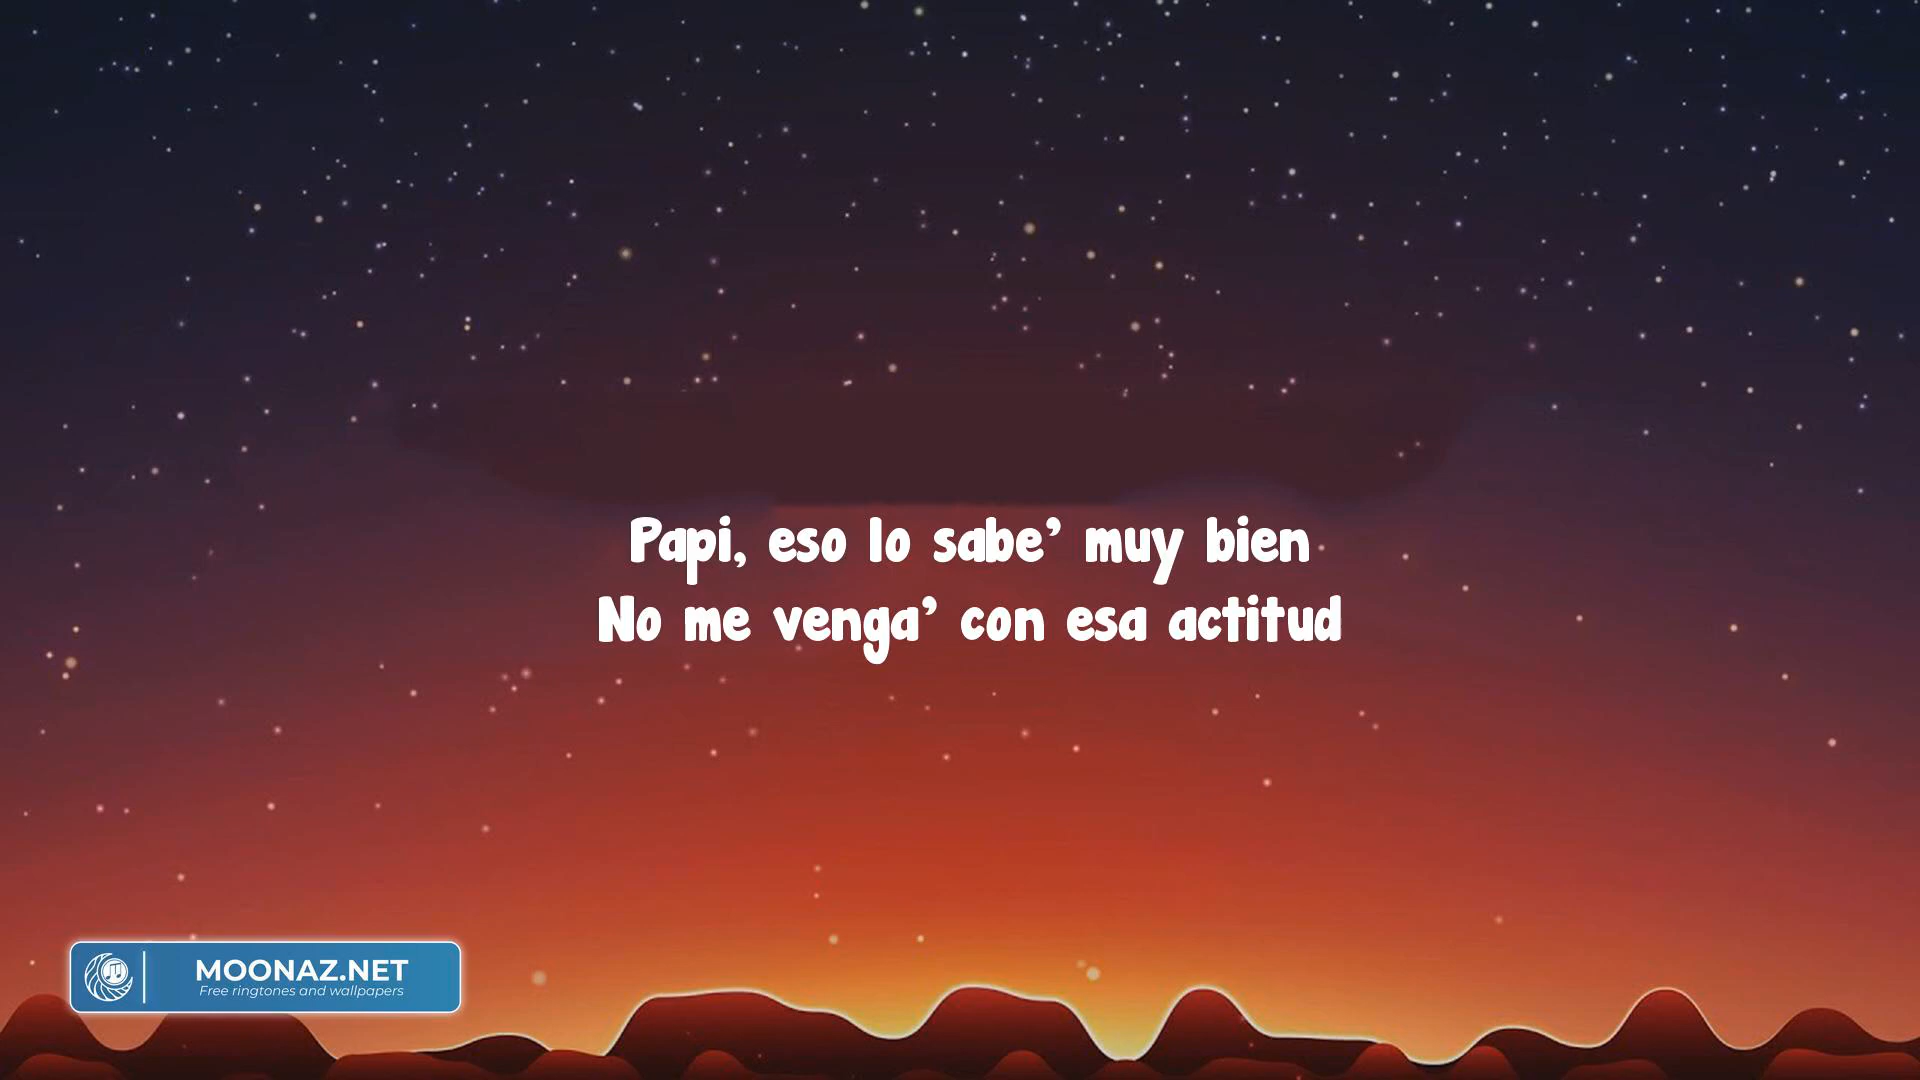 Papi, eso lo sabe’ muy bien
No me venga’ con esa actitud
MOONAZ.NET
Free ringtones and wallpapers